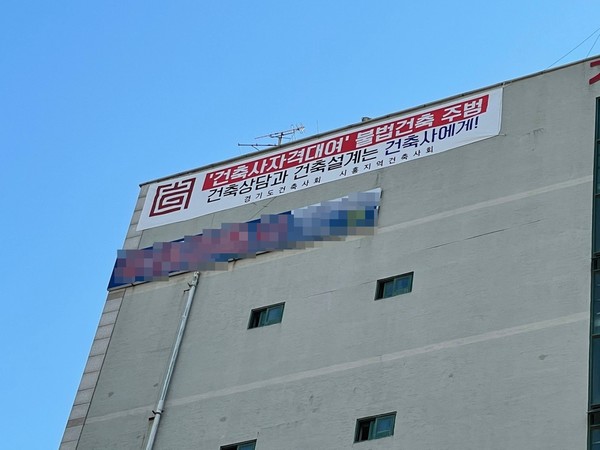 '건축사자격대여' 불법건축 주범
건축상담과 건축설계는 건축사에게!
경기도건축사회 시흥지역건축사회